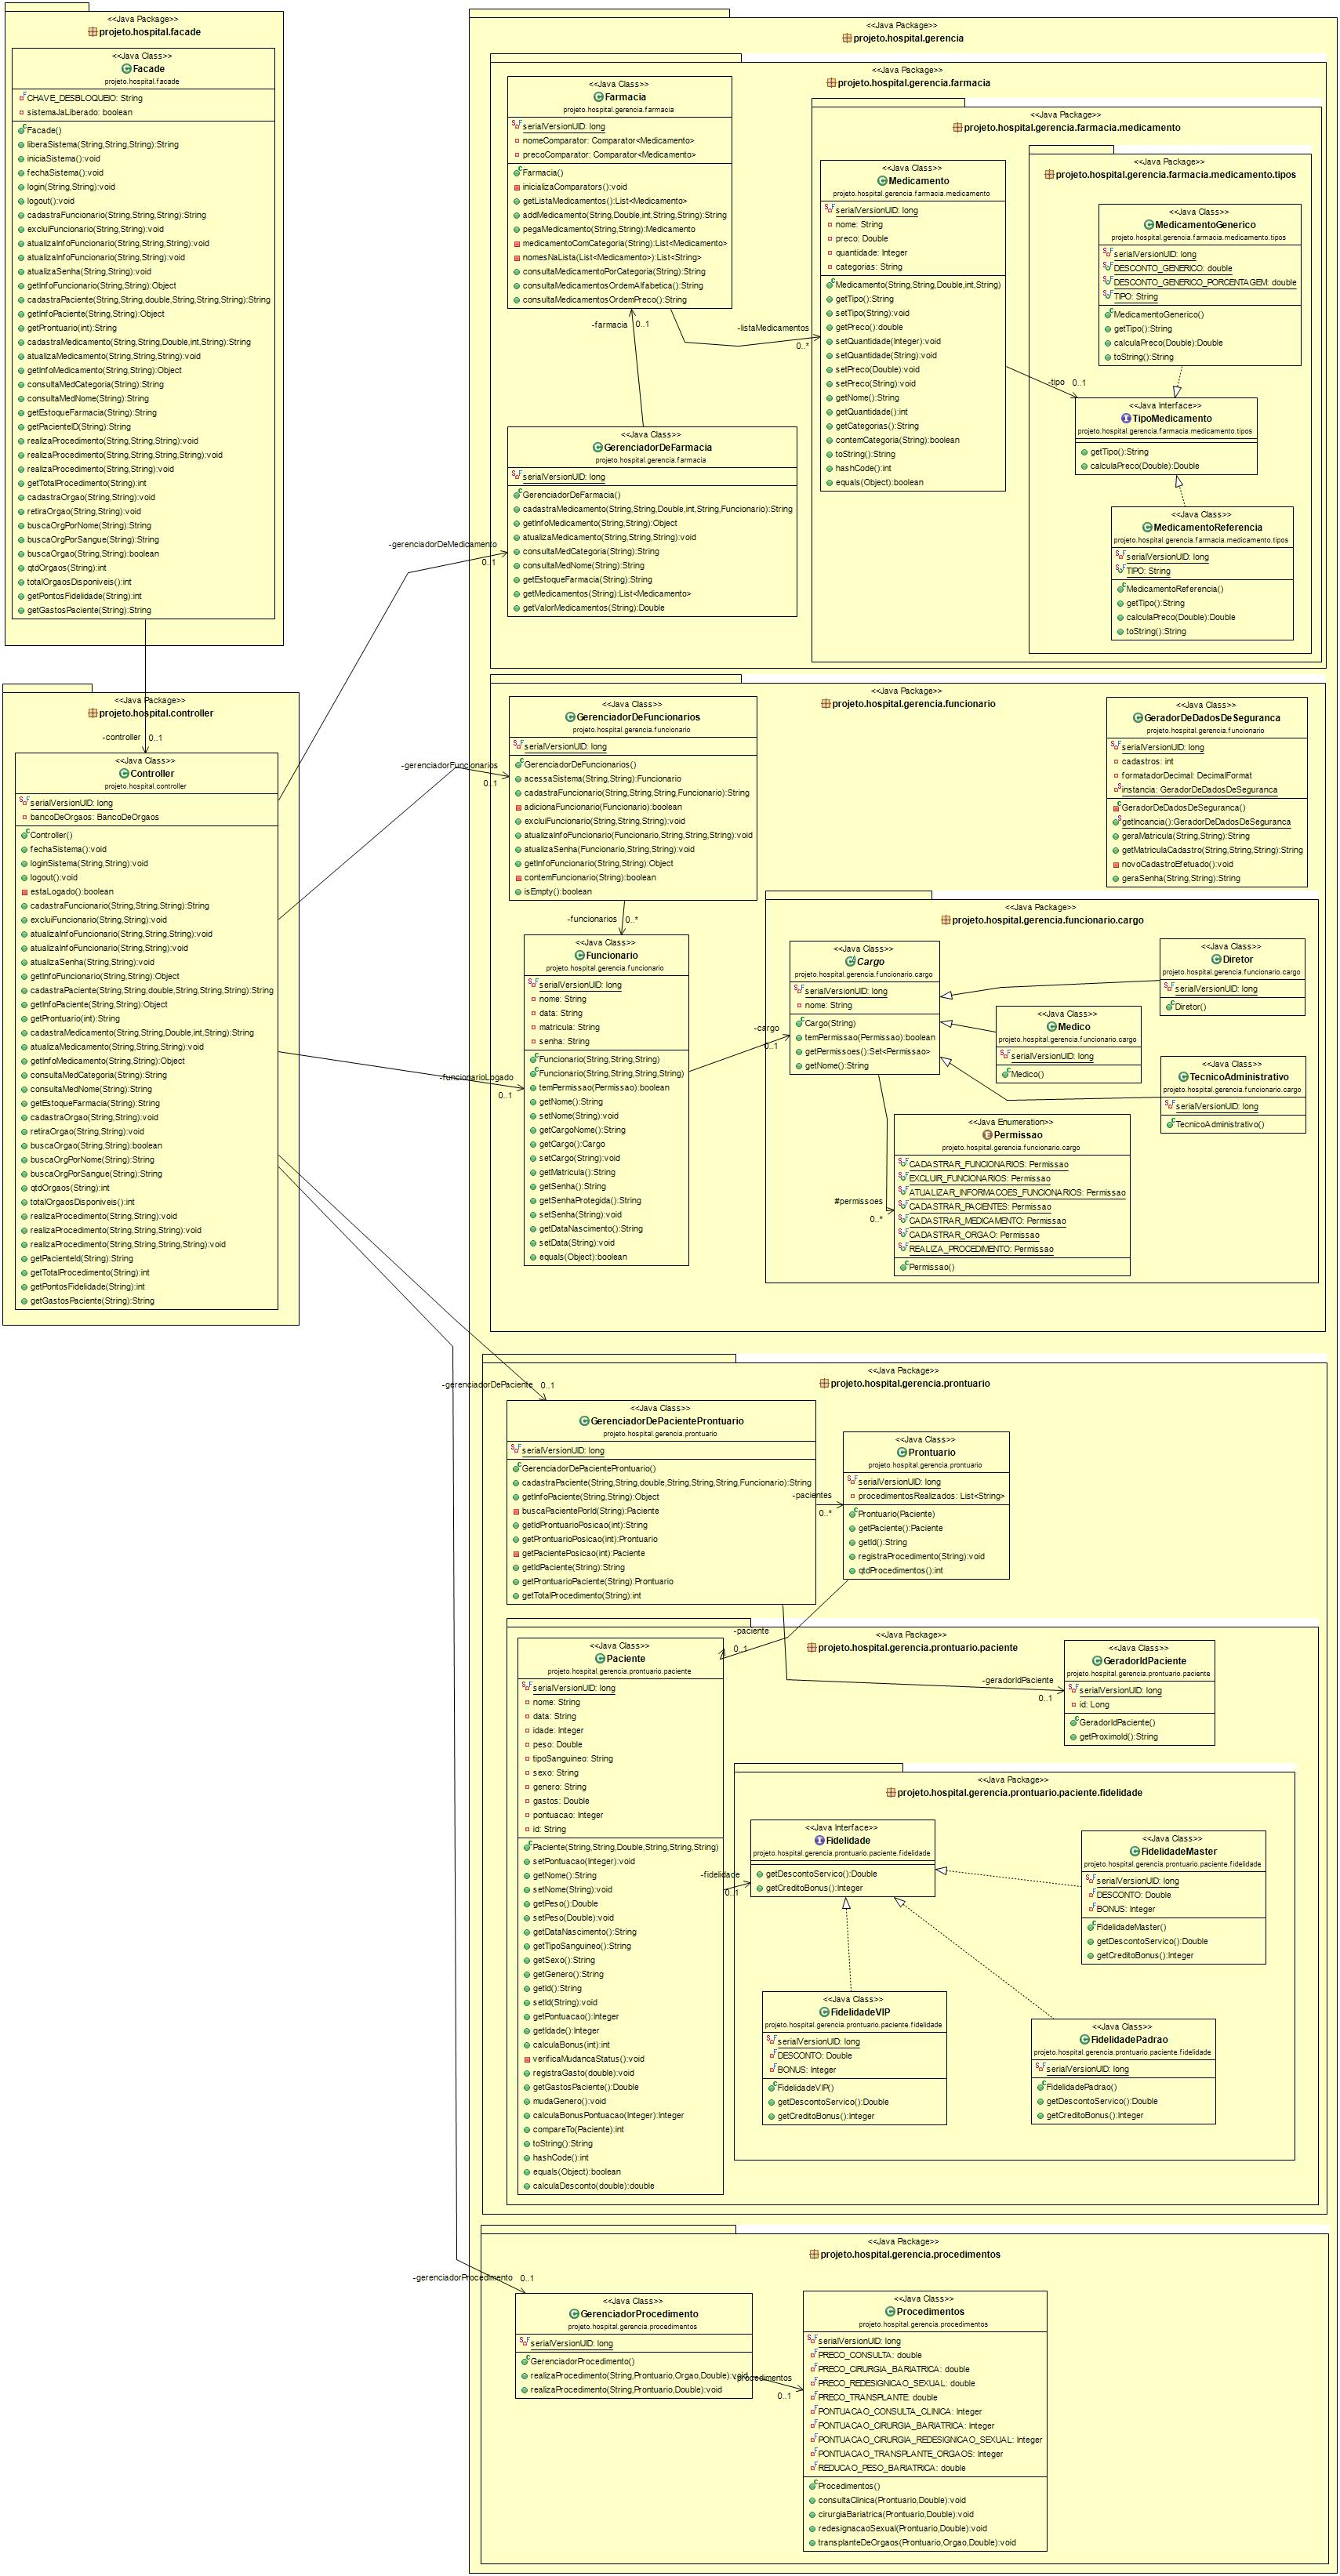 <<Java Package>>
projeto.hospital.facade
<<Java Class>>
Facade
projeto.hospital.facade
CHAVE_DESBLOQUEIO: String
sistemaJaLiberado: boolean
Facade()
liberaSistema(String,String,String):String
iniciaSistema():void
fechaSistema():void
login(String,String):void
logout():void
cadastraFuncionario(String,String,String):String
excluiFuncionario(String,String):void
atualizaInfoFuncionario(String,String,String):void
atualizaInfoFuncionario(String,String):void
atualizaSenha(String,String):void
getInfoFuncionario(String,String):Object
cadastraPaciente(String,String,double,String,String,String):String
getInfoPaciente(String,String):Object
getProntuario(int):String
cadastraMedicamento(String,String,Double,int,String):String
atualizaMedicamento(String,String,String):void
getInfoMedicamento(String,String):Object
consultaMedCategoria(String):String
consultaMedNome(String):String
getEstoqueFarmacia(String):String
getPacienteID(String):String
realizaProcedimento(String,String,String):void
realizaProcedimento(String,String,String,String):void
realizaProcedimento(String,String):void
getTotalProcedimento(String):int
cadastraOrgao(String,String):void
retiraOrgao(String,String):void
buscaOrgPorNome(String):String
buscaOrgPorSangue(String):String
buscaOrgao(String,String):boolean
qtdOrgaos(String):int
totalOrgaosDisponiveis():int
getPontosFidelidade(String):int
getGastosPaciente(String):String
<<Java Package>>
projeto.hospital.controller
-controller 0..1
<<Java Class>>
Controller
projeto.hospital.controller
serialVersionUID: long
bancoDeOrgaos: BancoDeOrgaos
Controller()
fechaSistema():void
loginSistema(String,String):void
logout():void
estaLogado():boolean
cadastraFuncionario(String,String,String):String
excluiFuncionario(String,String):void
atualizaInfoFuncionario(String,String,String):void
atualizaInfoFuncionario(String,String):void
atualizaSenha(String,String):void
getInfoFuncionario(String,String):Object
cadastraPaciente(String,String,double,String,String,String):String
getInfoPaciente(String,String):Object
getProntuario(int):String
cadastraMedicamento(String,String,Double,int,String):String
atualizaMedicamento(String,String,String):void
getInfoMedicamento(String,String):Object
consultaMedCategoria(String):String
consultaMedNome(String):String
getEstoqueFarmacia(String):String
cadastraOrgao(String,String):void
retiraOrgao(String,String):void
buscaOrgao(String,String):boolean
buscaOrgPorNome(String):String
buscaOrgPorSangue(String):String
qtdOrgaos(String):int
totalOrgaosDisponiveis():int
realizaProcedimento(String,String):void
realizaProcedimento(String,String,String):void
realizaProcedimento(String,String,String,String):void
getPacienteId(String):String
getTotalProcedimento(String):int
getPontosFidelidade(String):int
getGastosPaciente(String):String
<<Java Package>>
projeto.hospital.gerencia
<<Java Package>>
projeto.hospital.gerencia.farmacia
<<Java Class>>
Farmacia
projeto.hospital.gerencia.farmacia
serialVersionUID: long
nomeComparator: Comparator<Medicamento>
precoComparator: Comparator<Medicamento>
Farmacia()
inicializaComparators():void
getListaMedicamentos():List<Medicamento>
addMedicamento(String,Double,int,String,String):String
pegaMedicamento(String,String):Medicamento
medicamentoComCategoria(String):List<Medicamento>
nomesNaLista(List<Medicamento>):List<String>
consultaMedicamentoPorCategoria(String):String
consultaMedicamentosOrdemAlfabetica():String
consultaMedicamentosOrdemPreco():String
-farmacia 0..1
-listaMedicamentos
0..*
<<Java Class>>
GerenciadorDeFarmacia
projeto.hospital.gerencia.farmacia
serialVersionUID: long
GerenciadorDeFarmacia()
cadastraMedicamento(String,String,Double,int,String,Funcionario):String
getInfoMedicamento(String,String):Object
atualizaMedicamento(String,String,String):void
consultaMedCategoria(String):String
consultaMedNome(String):String
getEstoqueFarmacia(String):String
getMedicamentos(String):List<Medicamento>
getValorMedicamentos(String):Double
-gerenciadorDeMedicamento
0..1
<<Java Package>>
projeto.hospital.gerencia.farmacia.medicamento
<<Java Class>>
Medicamento
projeto.hospital.gerencia.farmacia.medicamento
serialVersionUID: long
nome: String
preco: Double
quantidade: Integer
categorias: String
Medicamento(String,String,Double,int,String)
getTipo():String
setTipo(String):void
getPreco():double
setQuantidade(Integer):void
setQuantidade(String):void
setPreco(Double):void
setPreco(String):void
getNome():String
getQuantidade():int
getCategorias():String
contemCategoria(String):boolean
toString():String
hashCode():int
equals(Object):boolean
-tipo 0..1
<<Java Package>>
projeto.hospital.gerencia.farmacia.medicamento.tipos
<<Java Class>>
MedicamentoGenerico
projeto.hospital.gerencia.farmacia.medicamento.tipos
serialVersionUID: long
DESCONTO_GENERICO: double
DESCONTO_GENERICO_PORCENTAGEM: double
TIPO: String
MedicamentoGenerico()
getTipo():String
calculaPreco(Double):Double
toString():String
<<Java Interface>>
TipoMedicamento
projeto.hospital.gerencia.farmacia.medicamento.tipos
getTipo():String
calculaPreco(Double):Double
<<Java Class>>
MedicamentoReferencia
projeto.hospital.gerencia.farmacia.medicamento.tipos
serialVersionUID: long
TIPO: String
MedicamentoReferencia()
getTipo():String
calculaPreco(Double):Double
toString():String
<<Java Package>>
projeto.hospital.gerencia.funcionario
<<Java Class>>
GerenciadorDeFuncionarios
projeto.hospital.gerencia.funcionario
serialVersionUID: long
GerenciadorDeFuncionarios()
acessaSistema(String,String):Funcionario
cadastraFuncionario(String,String,String,Funcionario):String
adicionaFuncionario(Funcionario):boolean
excluiFuncionario(String,String,String):void
atualizaInfoFuncionario(Funcionario,String,String,String):void
atualizaSenha(Funcionario,String,String):void
getInfoFuncionario(String,String):Object
contemFuncionario(String):boolean
isEmpty():boolean
-gerenciadorFuncionarios
0..1
-funcionarios 0..*
<<Java Class>>
Funcionario
projeto.hospital.gerencia.funcionario
serialVersionUID: long
nome: String
data: String
matricula: String
senha: String
Funcionario(String,String,String)
Funcionario(String,String,String,String)
temPermissao(Permissao):boolean
getNome():String
setNome(String):void
getCargoNome():String
getCargo():Cargo
setCargo(String):void
getMatricula():String
getSenha():String
getSenhaProtegida():String
setSenha(String):void
getDataNascimento():String
setData(String):void
equals(Object):boolean
-funcionarioLogado
0..1
<<Java Class>>
GeradorDeDadosDeSeguranca
projeto.hospital.gerencia.funcionario
serialVersionUID: long
cadastros: int
formatadorDecimal: DecimalFormat
instancia: GeradorDeDadosDeSeguranca
GeradorDeDadosDeSeguranca()
getIncancia():GeradorDeDadosDeSeguranca
geraMatricula(String,String):String
getMatriculaCadastro(String,String,String):String
novoCadastroEfetuado():void
geraSenha(String,String):String
<<Java Package>>
projeto.hospital.gerencia.funcionario.cargo
-cargo
0..1
<<Java Class>>
Cargo
projeto.hospital.gerencia.funcionario.cargo
serialVersionUID: long
nome: String
Cargo(String)
temPermissao(Permissao):boolean
getPermissoes():Set<Permissao>
getNome():String
<<Java Class>>
Diretor
projeto.hospital.gerencia.funcionario.cargo
serialVersionUID: long
Diretor()
<<Java Class>>
Medico
projeto.hospital.gerencia.funcionario.cargo
serialVersionUID: long
Medico()
<<Java Class>>
TecnicoAdministrativo
projeto.hospital.gerencia.funcionario.cargo
serialVersionUID: long
TecnicoAdministrativo()
#permissoes
0..*
<<Java Enumeration>>
Permissao
projeto.hospital.gerencia.funcionario.cargo
CADASTRAR_FUNCIONARIOS: Permissao
EXCLUIR_FUNCIONARIOS: Permissao
ATUALIZAR_INFORMACOES_FUNCIONARIOS: Permissao
CADASTRAR_PACIENTES: Permissao
CADASTRAR_MEDICAMENTO: Permissao
CADASTRAR_ORGAO: Permissao
REALIZA_PROCEDIMENTO: Permissao
Permissao()
<<Java Package>>
projeto.hospital.gerencia.prontuario
-gerenciadorDePaciente 0..1
<<Java Class>>
GerenciadorDePacienteProntuario
projeto.hospital.gerencia.prontuario
serialVersionUID: long
GerenciadorDePacienteProntuario()
cadastraPaciente(String,String,double,String,String,String,Funcionario):String
getInfoPaciente(String,String):Object
buscaPacientePorId(String):Paciente
getIdProntuarioPosicao(int):String
getProntuarioPosicao(int):Prontuario
getPacientePosicao(int):Paciente
getIdPaciente(String):String
getProntuarioPaciente(String):Prontuario
getTotalProcedimento(String):int
-pacientes
0..*
<<Java Class>>
Prontuario
projeto.hospital.gerencia.prontuario
serialVersionUID: long
procedimentosRealizados: List<String>
Prontuario(Paciente)
getPaciente():Paciente
getId():String
registraProcedimento(String):void
qtdProcedimentos():int
<<Java Package>>
projeto.hospital.gerencia.prontuario.paciente
-paciente
0..1
<<Java Class>>
Paciente
projeto.hospital.gerencia.prontuario.paciente
serialVersionUID: long
nome: String
data: String
idade: Integer
peso: Double
tipoSanguineo: String
sexo: String
genero: String
gastos: Double
pontuacao: Integer
id: String
Paciente(String,String,Double,String,String,String)
setPontuacao(Integer):void
getNome():String
setNome(String):void
getPeso():Double
setPeso(Double):void
getDataNascimento():String
getTipoSanguineo():String
getSexo():String
getGenero():String
getId():String
setId(String):void
getPontuacao():Integer
getIdade():Integer
calculaBonus(int):int
verificaMudancaStatus():void
registraGasto(double):void
getGastosPaciente():Double
mudaGenero():void
calculaBonusPontuacao(Integer):Integer
compareTo(Paciente):int
toString():String
hashCode():int
equals(Object):boolean
calculaDesconto(double):double
-geradorIdPaciente
0..1
<<Java Class>>
GeradorIdPaciente
projeto.hospital.gerencia.prontuario.paciente
serialVersionUID: long
id: Long
GeradorIdPaciente()
getProximoId():String
<<Java Package>>
projeto.hospital.gerencia.prontuario.paciente.fidelidade
-fidelidade
0..1
<<Java Interface>>
Fidelidade
projeto.hospital.gerencia.prontuario.paciente.fidelidade
getDescontoServico():Double
getCreditoBonus():Integer
<<Java Class>>
FidelidadeMaster
projeto.hospital.gerencia.prontuario.paciente.fidelidade
serialVersionUID: long
DESCONTO: Double
BONUS: Integer
FidelidadeMaster()
getDescontoServico():Double
getCreditoBonus():Integer
<<Java Class>>
FidelidadeVIP
projeto.hospital.gerencia.prontuario.paciente.fidelidade
serialVersionUID: long
DESCONTO: Double
BONUS: Integer
FidelidadeVIP()
getDescontoServico():Double
getCreditoBonus():Integer
<<Java Class>>
FidelidadePadrao
projeto.hospital.gerencia.prontuario.paciente.fidelidade
serialVersionUID: long
FidelidadePadrao()
getDescontoServico():Double
getCreditoBonus():Integer
<<Java Package>>
projeto.hospital.gerencia.procedimentos
-gerenciadorProcedimento 0..1
<<Java Class>>
GerenciadorProcedimento
projeto.hospital.gerencia.procedimentos
serialVersionUID: long
GerenciadorProcedimento()
realizaProcedimento(String,Prontuario,Orgao,Double):void
realizaProcedimento(String,Prontuario,Double):void
-procedimentos
0..1
<<Java Class>>
Procedimentos
projeto.hospital.gerencia.procedimentos
serialVersionUID: long
PRECO_CONSULTA: double
PRECO_CIRURGIA_BARIATRICA: double
PRECO_REDESIGNICAO_SEXUAL: double
PRECO_TRANSPLANTE: double
PONTUACAO_CONSULTA_CLINICA: Integer
PONTUACAO_CIRURGIA_BARIATRICA: Integer
PONTUACAO_CIRURGIA_REDESIGNICAO_SEXUAL: Integer
PONTUACAO_TRANSPLANTE_ORGAOS: Integer
REDUCAO_PESO_BARIATRICA: double
Procedimentos()
consultaClinica(Prontuario,Double):void
cirurgiaBariatrica(Prontuario,Double):void
redesignacaoSexual(Prontuario,Double):void
transplanteDeOrgaos(Prontuario,Orgao,Double):void